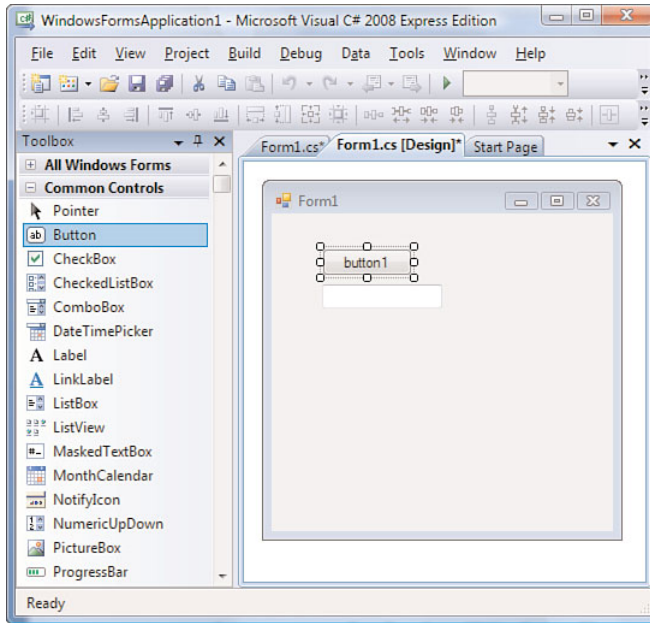 WindowsFormsApplication1 - Microsoft Visual C# 2008 Express Edition
File Edit View Project Build Debug Data Tools Window Help
Toolbox
Form1.cs* Form1.cs [Design]* Start Page
All Windows Forms
Common Controls
Pointer
ab Button
CheckBox
CheckedListBox
ComboBox
DateTimePicker
A Label
A LinkLabel
ListBox
ListView
MaskedTextBox
MonthCalendar
NotifyIcon
NumericUpDown
PictureBox
ProgressBar
Form1
button1
Ready